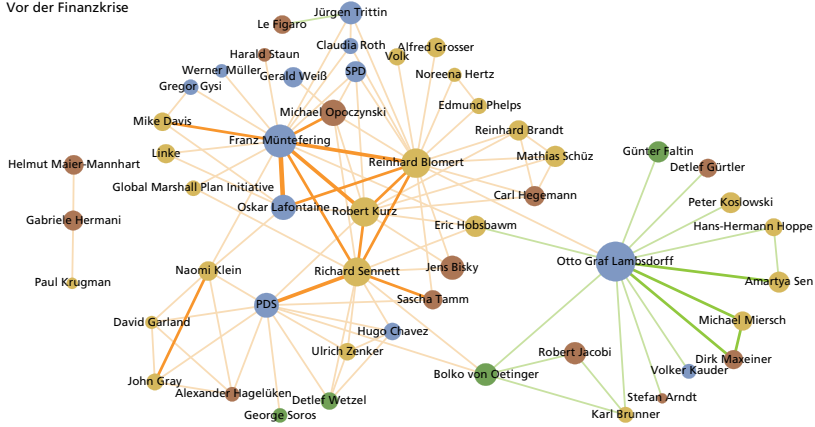 Vor der Finanzkrise
Jürgen Trittin
Le Figaro
Claudia Roth
Alfred Grosser
Volk
Harald Staun
Werner Müller
Gerald Weiß
SPD
Noreena Hertz
Gregor Gysi
Edmund Phelps
Michael Opoczynski
Mike Davis
Reinhard Brandt
Franz Müntefering
Linke
Reinhard Blomert
Mathias Schüz
Günter Faltin
Helmut Maier-Mannhart
Detlef Gürtler
Global Marshall Plan Initiative
Carl Hegemann
Peter Koslowski
Oskar Lafontaine
Robert Kurz
Gabriele Hermani
Eric Hobsbawm
Hans-Hermann Hoppe
Otto Graf Lambsdorff
Naomi Klein
Richard Sennett
Jens Bisky
Paul Krugman
Amartya Sen
PDS
Sascha Tamm
David Garland
Michael Miersch
Hugo Chavez
Ulrich Zenker
Robert Jacobi
Dirk Maxeiner
Volker Kauder
Bolko von Oetinger
John Gray
Alexander Hagelüken
Detlef Wetzel
Stefan Arndt
George Soros
Karl Brunner